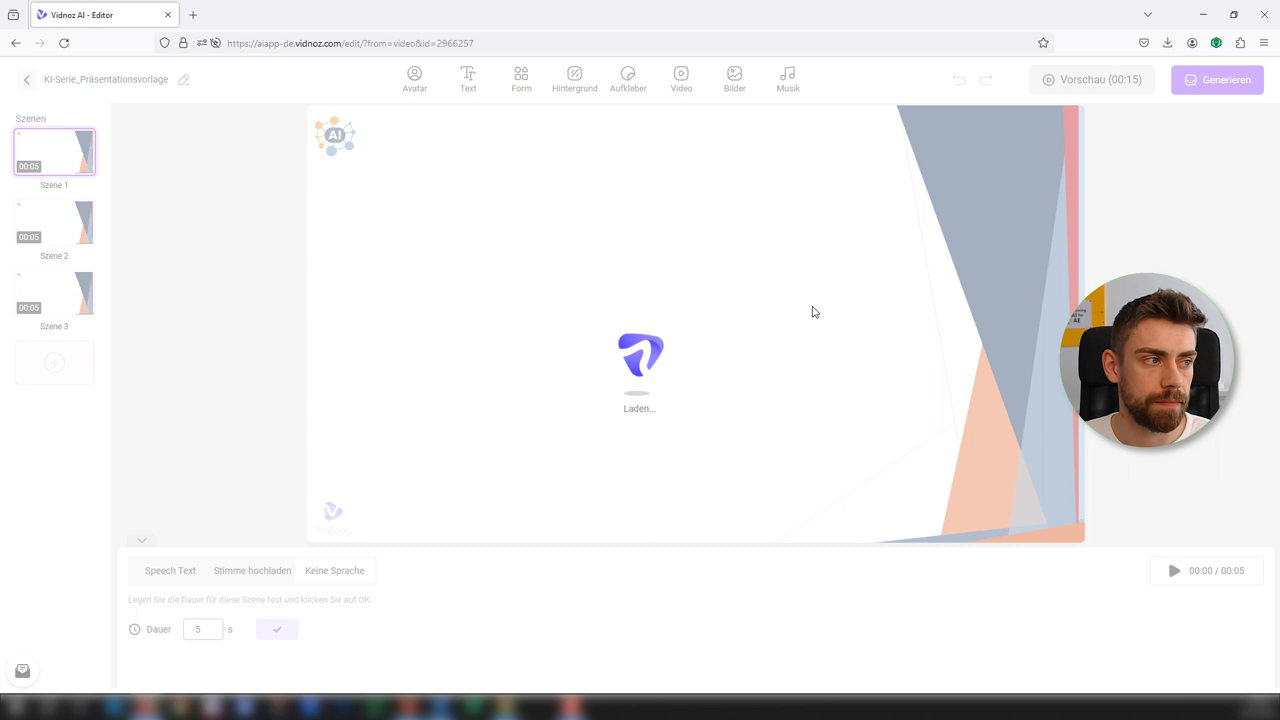 Vidnoz AI - Editor
https://aiapp-de.vidnoz.com/edit/?from=video&id=2966257
KI-Serie_Präsentationsvorlage
Avatar
Text
Form
Hintergrund
Aufkleber
Video
Bilder
Musik
Vorschau (00:15)
Generieren
Szenen
00:05
Szene 1
00:05
Szene 2
00:05
Szene 3
AI
Laden...
Speech Text
Stimme hochladen
Keine Sprache
00:00 / 00:05
Legen Sie die Dauer für diese Szene fest und klicken Sie auf OK.
Dauer
5
s